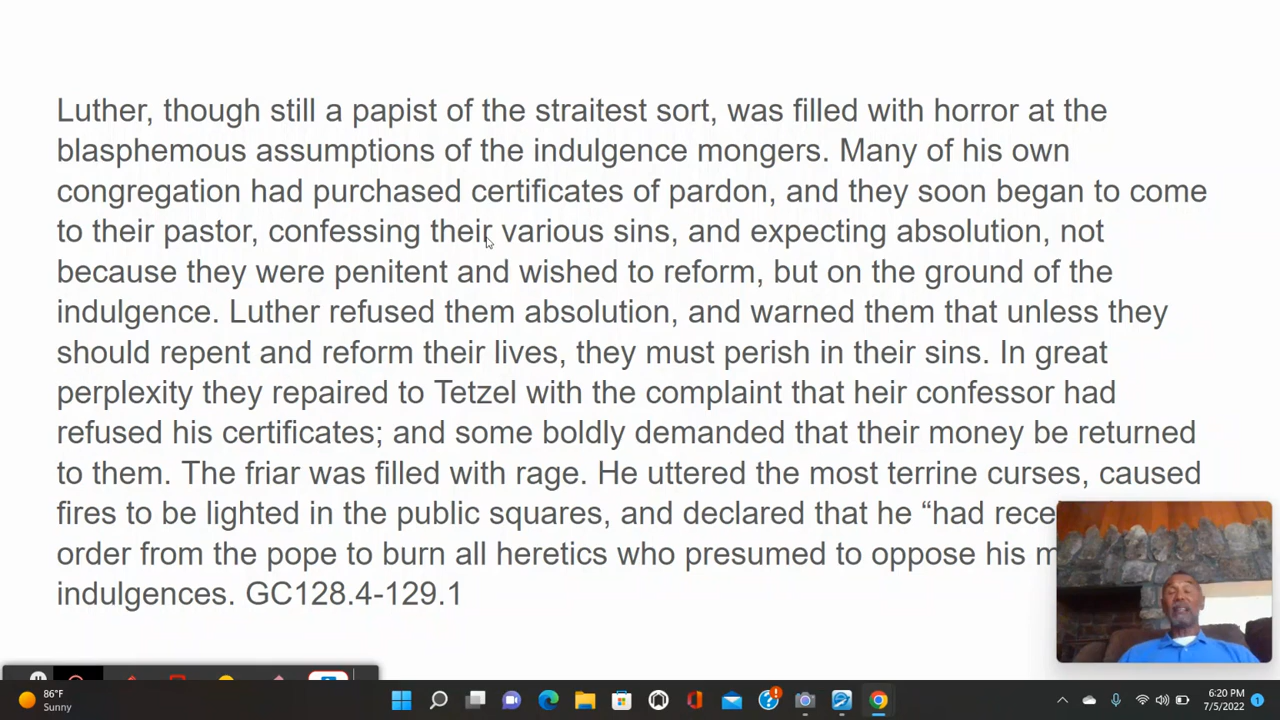 Luther, though still a papist of the straitest sort, was filled with horror at the
blasphemous assumptions of the indulgence mongers. Many of his own
congregation had purchased certificates of pardon, and they soon began to come
to their pastor, confessing their various sins, and expecting absolution, not
because they were penitent and wished to reform, but on the ground of the
indulgence. Luther refused them absolution, and warned them that unless they
should repent and reform their lives, they must perish in their sins. In great
perplexity they repaired to Tetzel with the complaint that heir confessor had
refused his certificates; and some boldly demanded that their money be returned
to them. The friar was filled with rage. He uttered the most terrine curses, caused
fires to be lighted in the public squares, and declared that he “had rece
order from the pope to burn all heretics who presumed to oppose his m
indulgences. GC128.4-129.1
86°F
Sunny
6:20 PM
7/5/2022